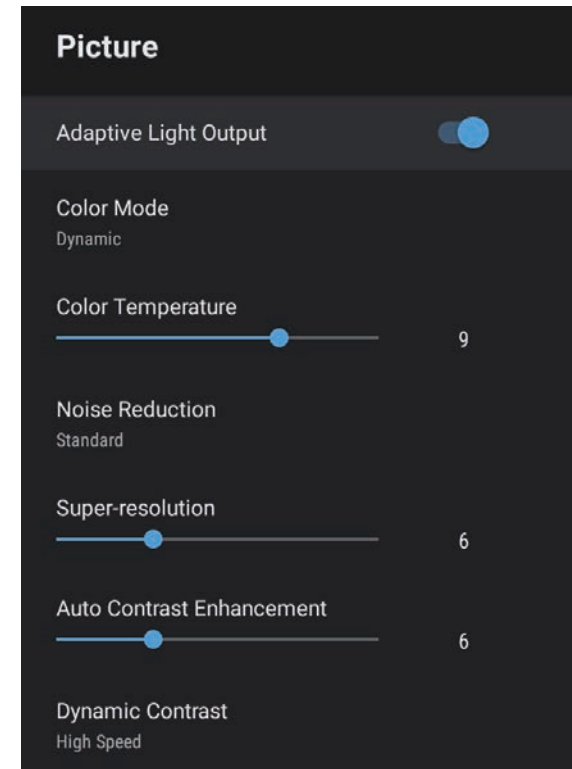 Picture
Adaptive Light Output
Color Mode
Dynamic
Color Temperature
9
Noise Reduction
Standard
Super-resolution
6
Auto Contrast Enhancement
6
Dynamic Contrast
High Speed